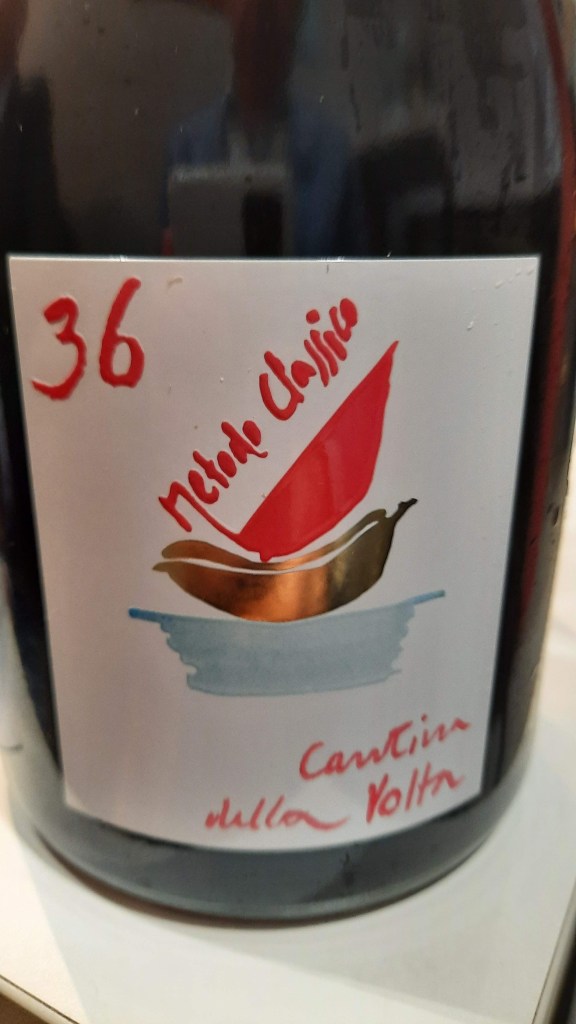 36
Metodo Classico
Cantina
della Volta